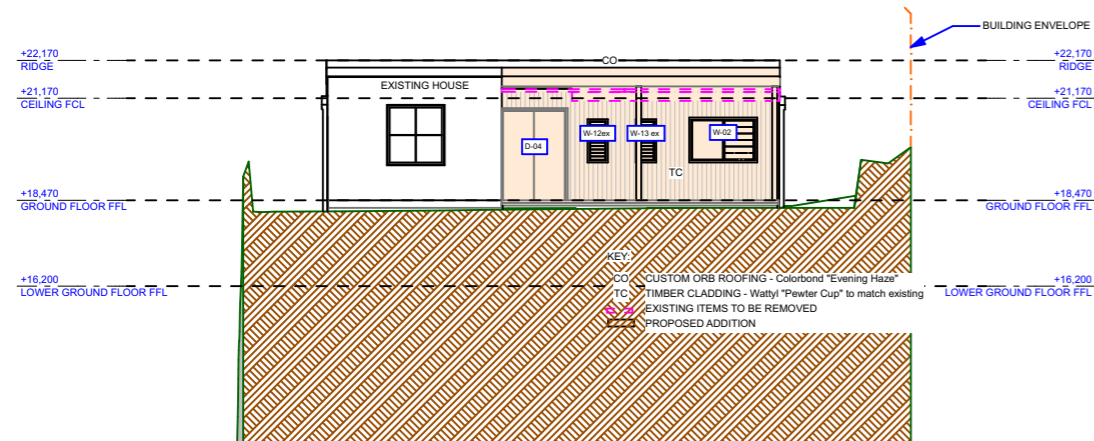 BUILDING ENVELOPE
+22,170
RIDGE
CO
+22,170
RIDGE
EXISTING HOUSE
+21,170
CEILING FCL
+21,170
CEILING FCL
D-04
W-12ex
W-13 ex
W-02
TC
+18,470
GROUND FLOOR FFL
+18,470
GROUND FLOOR FFL
KEY:
CO CUSTOM ORB ROOFING - Colorbond "Evening Haze"
TC TIMBER CLADDING - Wattyl "Pewter Cup" to match existing
EXISTING ITEMS TO BE REMOVED
PROPOSED ADDITION
+16,200
LOWER GROUND FLOOR FFL
+16,200
LOWER GROUND FLOOR FFL